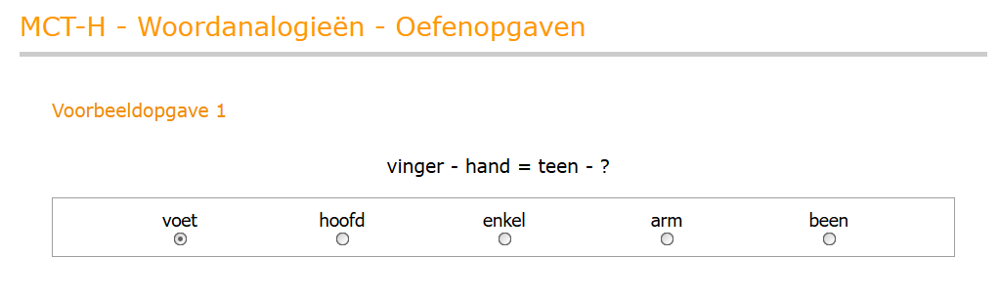 MCT-H - Woordanalogieën - Oefenopgaven
Voorbeeldopgave 1
vinger - hand = teen - ?
voet hoofd enkel arm been